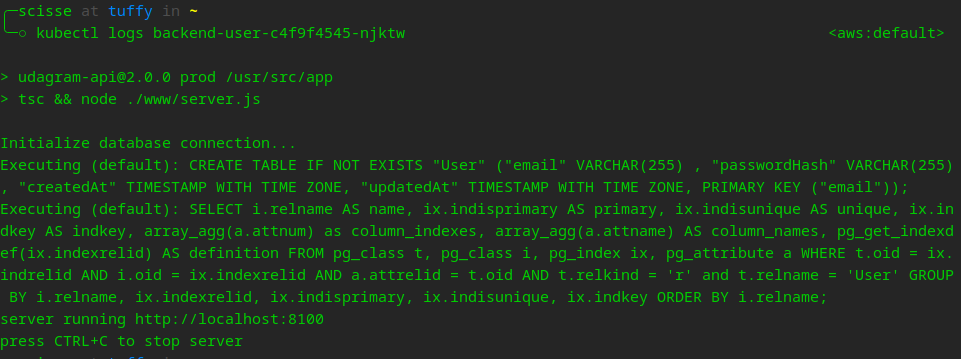 scisse at tuffy in ~
kubectl logs backend-user-c4f9f4545-njktw <aws:default>
> udagram-api@2.0.0 prod /usr/src/app
> tsc && node ./www/server.js
Initialize database connection...
Executing (default): CREATE TABLE IF NOT EXISTS "User" ("email" VARCHAR(255) , "passwordHash" VARCHAR(255)
, "createdAt" TIMESTAMP WITH TIME ZONE, "updatedAt" TIMESTAMP WITH TIME ZONE, PRIMARY KEY ("email"));
Executing (default): SELECT i.relname AS name, ix.indisprimary AS primary, ix.indisunique AS unique, ix.in
dkey AS indkey, array_agg(a.attnum) as column_indexes, array_agg(a.attname) AS column_names, pg_get_indexd
ef(ix.indexrelid) AS definition FROM pg_class t, pg_class i, pg_index ix, pg_attribute a WHERE t.oid = ix.
indrelid AND i.oid = ix.indexrelid AND a.attrelid = t.oid AND t.relkind = 'r' and t.relname = 'User' GROUP
 BY i.relname, ix.indexrelid, ix.indisprimary, ix.indisunique, ix.indkey ORDER BY i.relname;
server running http://localhost:8100
press CTRL+C to stop server